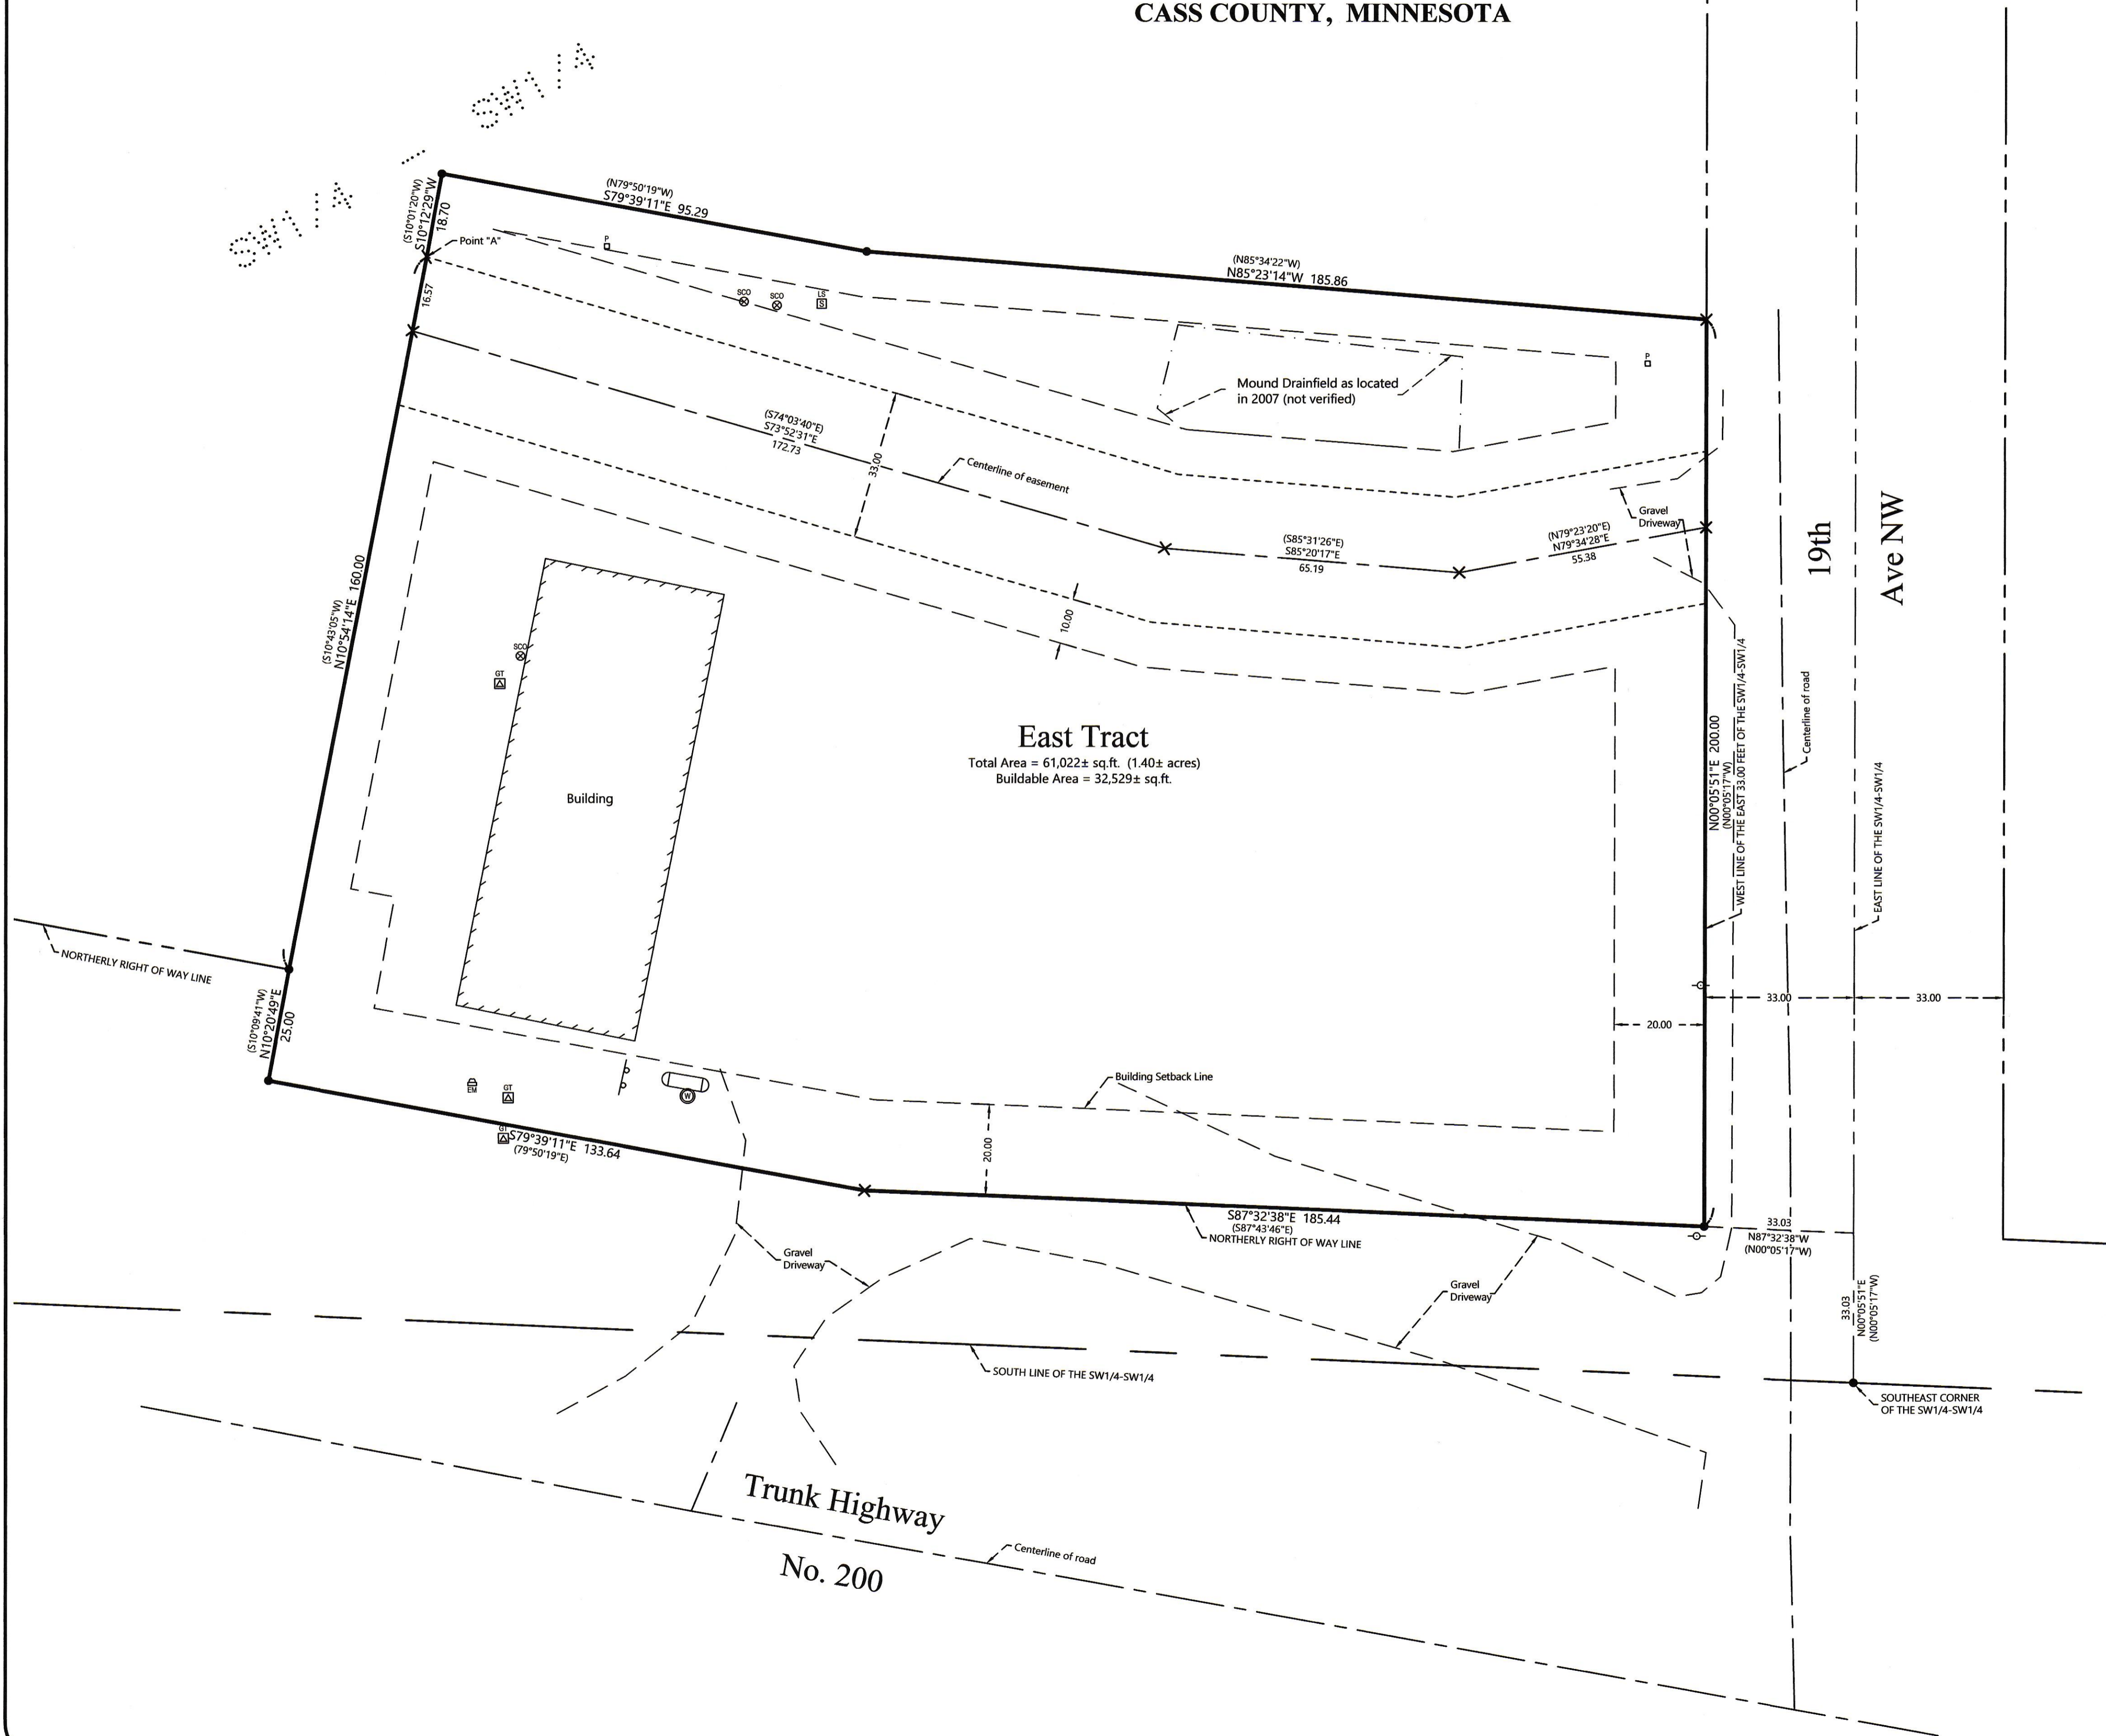 CASS COUNTY, MINNESOTA
SW1/4 - SW1/4
(S10°01'20"W)
S10°12'29"W
18.70
Point "A"
16.57
(N79°50'19"W)
S79°39'11"E 95.29
(N85°34'22"W)
N85°23'14"W 185.86
P
SCO
SCO
LS
S
P
Mound Drainfield as located
in 2007 (not verified)
(S74°03'40"E)
S73°52'31"E
172.73
33.00
Centerline of easement
Gravel
Driveway
(S85°31'26"E)
S85°20'17"E
65.19
(N79°23'20"E)
N79°34'28"E
55.38
19th
Ave NW
10.00
(S10°43'05"W)
N10°54'14"E 160.00
SCO
GT
Building
East Tract
Total Area = 61,022± sq.ft. (1.40± acres)
Buildable Area = 32,529± sq.ft.
N00°05'51"E 200.00
(N00°05'17"W)
WEST LINE OF THE EAST 33.00 FEET OF THE SW1/4-SW1/4
Centerline of road
EAST LINE OF THE SW1/4-SW1/4
NORTHERLY RIGHT OF WAY LINE
33.00
33.00
20.00
(S10°09'41"W)
N10°20'49"E
25.00
EM
GT
W
GT
S79°39'11"E 133.64
(79°50'19"E)
Building Setback Line
20.00
S87°32'38"E 185.44
(S87°43'46"E)
NORTHERLY RIGHT OF WAY LINE
33.03
N87°32'38"W
(N00°05'17"W)
Gravel
Driveway
Gravel
Driveway
33.03
N00°05'51"E
(N00°05'17"W)
SOUTH LINE OF THE SW1/4-SW1/4
SOUTHEAST CORNER
OF THE SW1/4-SW1/4
Trunk Highway
No. 200
Centerline of road